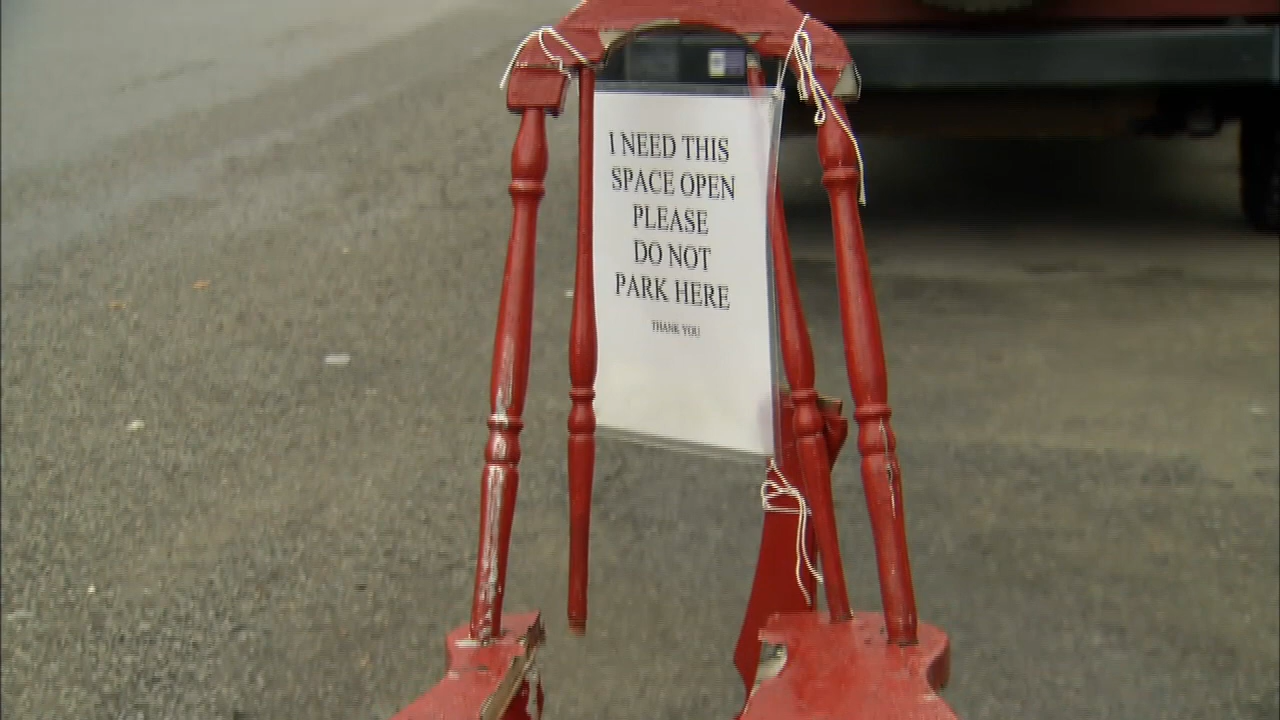 I NEED THIS
SPACE OPEN
PLEASE
DO NOT
PARK HERE
THANK YOU